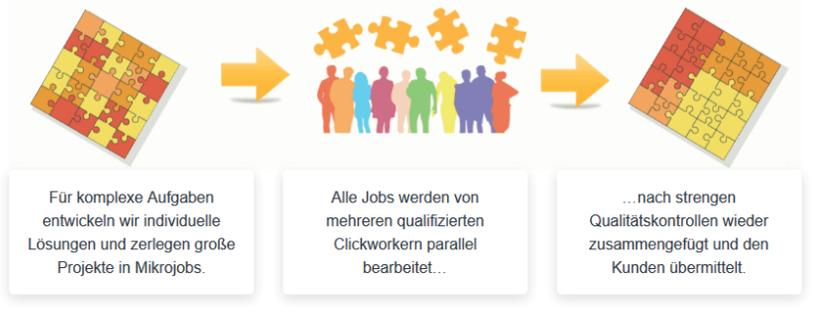 Für komplexe Aufgaben
entwickeln wir individuelle
Lösungen und zerlegen große
Projekte in Mikrojobs.
Alle Jobs werden von
mehreren qualifizierten
Clickworkern parallel
bearbeitet…
…nach strengen
Qualitätskontrollen wieder
zusammengefügt und den
Kunden übermittelt.